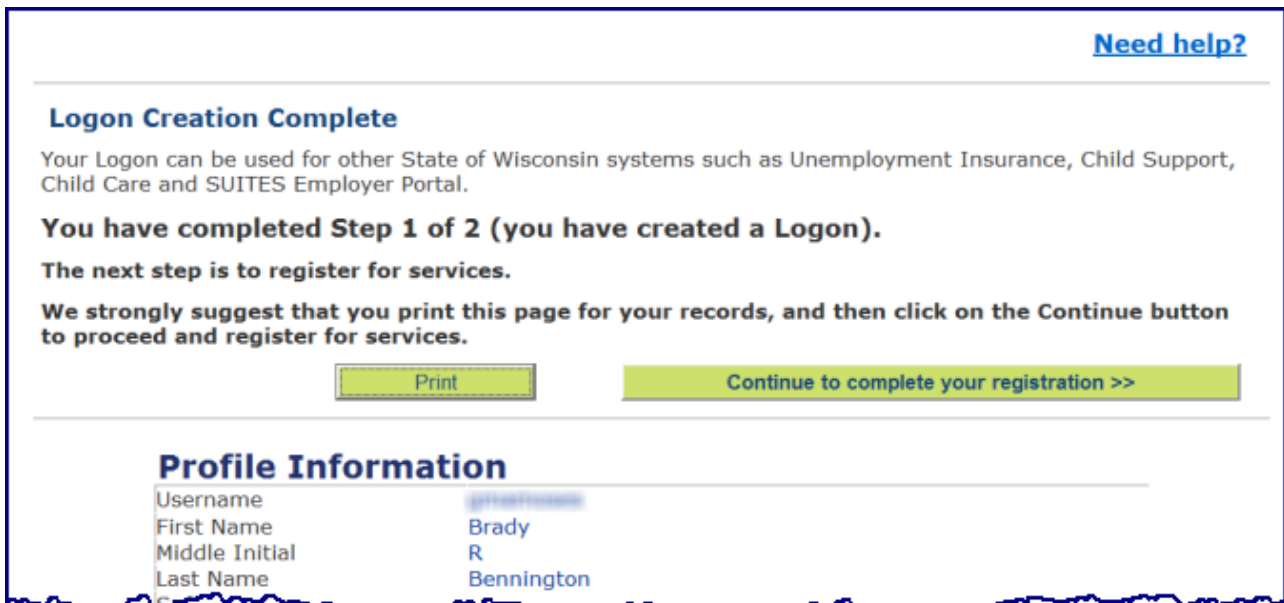 Need help?
Logon Creation Complete
Your Logon can be used for other State of Wisconsin systems such as Unemployment Insurance, Child Support,
Child Care and SUITES Employer Portal.
You have completed Step 1 of 2 (you have created a Logon).
The next step is to register for services.
We strongly suggest that you print this page for your records, and then click on the Continue button
to proceed and register for services.
Print Continue to complete your registration >>
Profile Information
Username
First Name Brady
Middle Initial R
Last Name Bennington